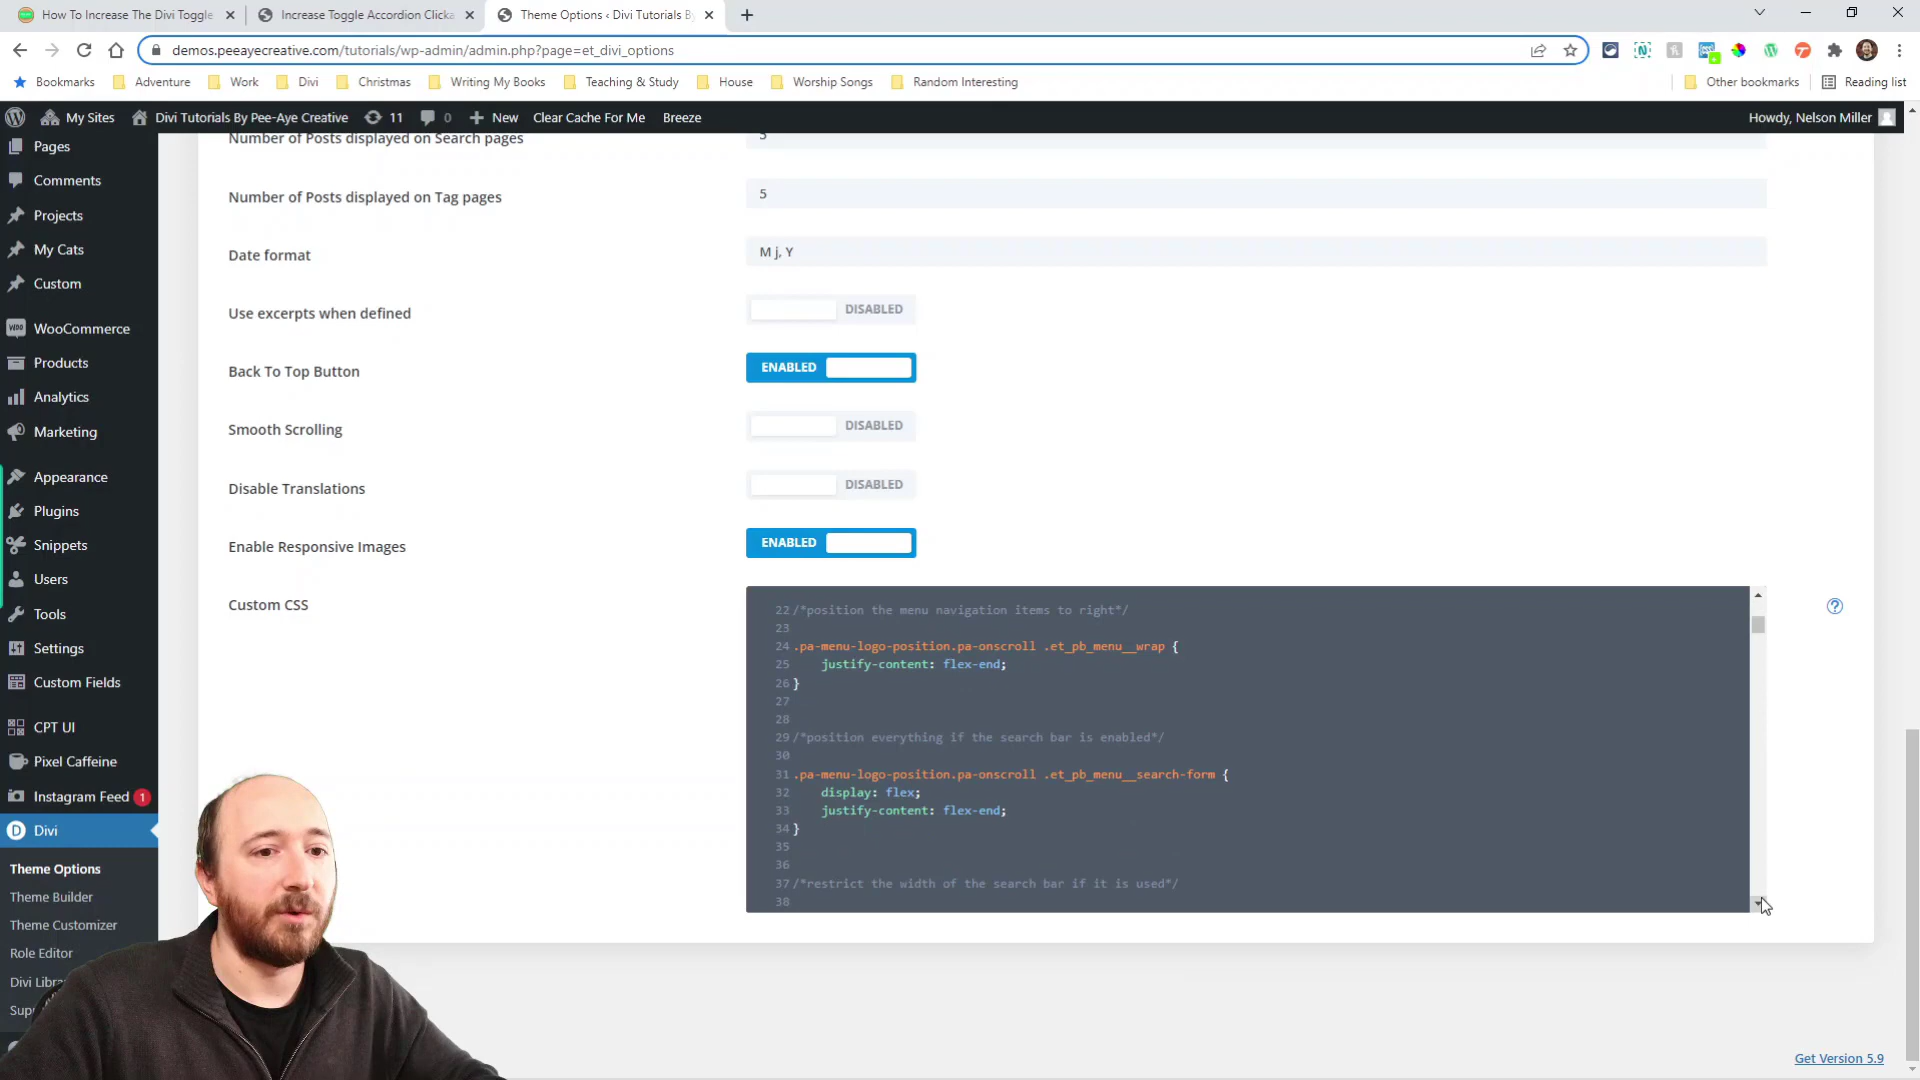 How To Increase The Divi Toggle
Increase Toggle Accordion Clicka
Theme Options ‹ Divi Tutorials By
demos.peeayecreative.com/tutorials/wp-admin/admin.php?page=et_divi_options
Bookmarks
Adventure
Work
Divi
Christmas
Writing My Books
Teaching & Study
House
Worship Songs
Random Interesting
Other bookmarks
Reading list
My Sites
Divi Tutorials By Pee-Aye Creative
11
0
New
Clear Cache For Me
Breeze
Howdy, Nelson Miller
Pages
Comments
Projects
My Cats
Custom
WooCommerce
Products
Analytics
Marketing
Appearance
Plugins
Snippets
Users
Tools
Settings
Custom Fields
CPT UI
Pixel Caffeine
Instagram Feed 1
Divi
Theme Options
Theme Builder
Theme Customizer
Role Editor
Divi Libra
Supp
Number of Posts displayed on Search pages
5
Number of Posts displayed on Tag pages
5
Date format
M j, Y
Use excerpts when defined
DISABLED
Back To Top Button
ENABLED
Smooth Scrolling
DISABLED
Disable Translations
DISABLED
Enable Responsive Images
ENABLED
Custom CSS
22 /*position the menu navigation items to right*/
23
24 .pa-menu-logo-position.pa-onscroll .et_pb_menu__wrap {
25 justify-content: flex-end;
26 }
27
28
29 /*position everything if the search bar is enabled*/
30
31 .pa-menu-logo-position.pa-onscroll .et_pb_menu__search-form {
32 display: flex;
33 justify-content: flex-end;
34 }
35
36
37 /*restrict the width of the search bar if it is used*/
38
Get Version 5.9